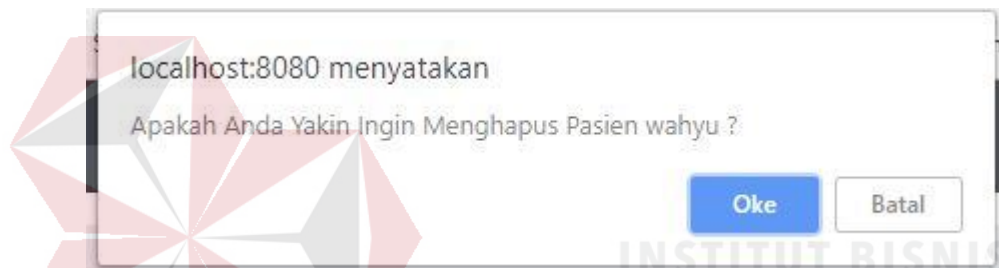 localhost:8080 menyatakan
Apakah Anda Yakin Ingin Menghapus Pasien wahyu ?
Oke Batal
INSTITUT BISNIS